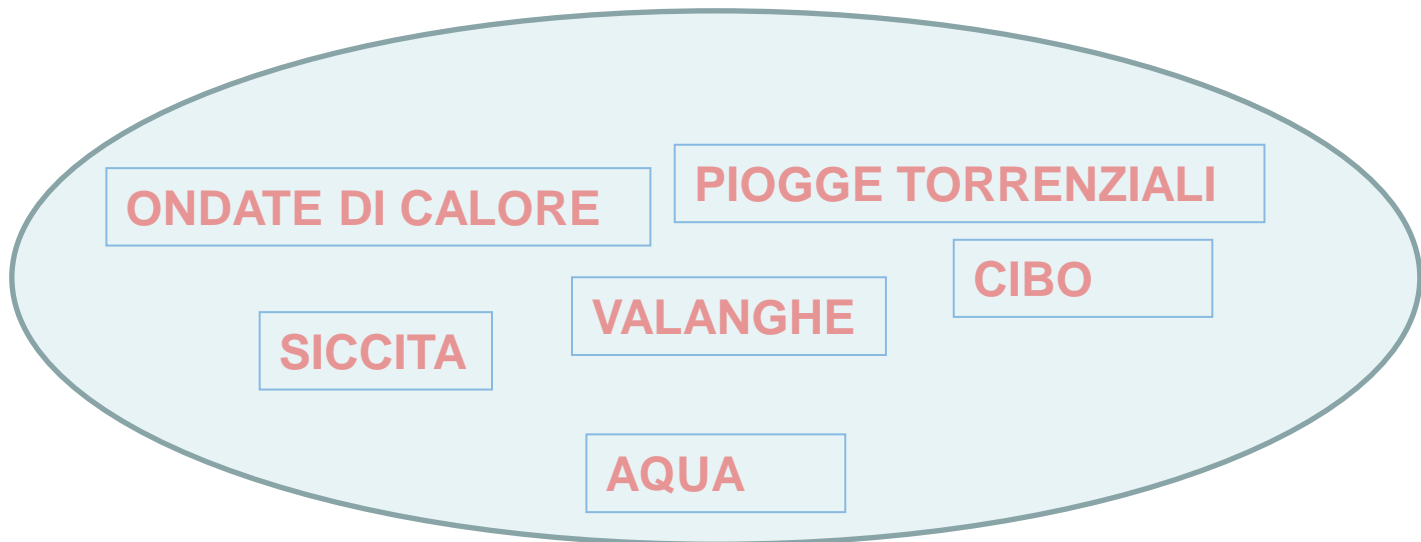 ONDATE DI CALORE
PIOGGE TORRENZIALI
CIBO
VALANGHE
SICCITA
AQUA